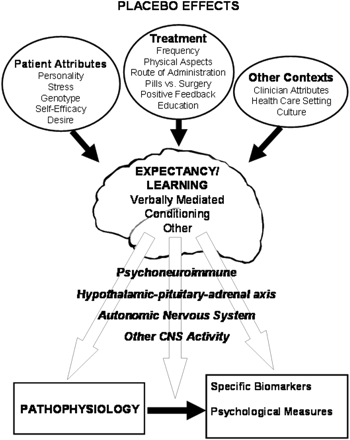 PLACEBO EFFECTS
Treatment
Frequency
Physical Aspects
Route of Administration
Pills vs. Surgery
Positive Feedback
Education
Patient Attributes
Personality
Stress
Genotype
Self-Efficacy
Desire
Other Contexts
Clinician Attributes
Health Care Setting
Culture
EXPECTANCY/
LEARNING
Verbally Mediated
Conditioning
Other
Psychoneuroimmune
Hypothalamic-pituitary-adrenal axis
Autonomic Nervous System
Other CNS Activity
PATHOPHYSIOLOGY
Specific Biomarkers
Psychological Measures